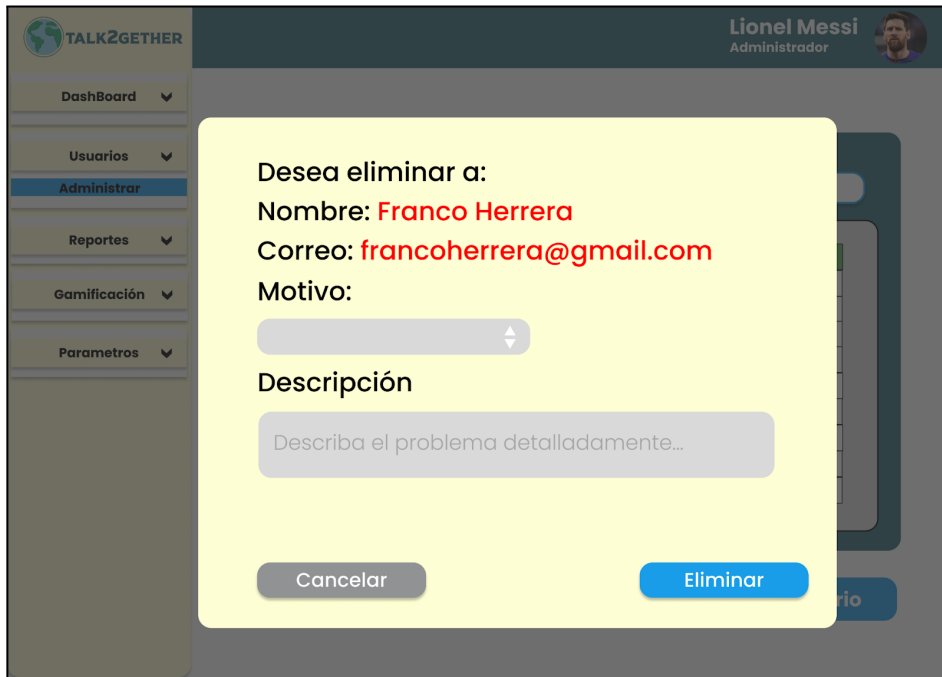 TALK2GETHER
Lionel Messi
Administrador
DashBoard
Usuarios
Administrar
Reportes
Gamificación
Parametros
Desea eliminar a:
Nombre: Franco Herrera
Correo: francoherrera@gmail.com
Motivo:
Descripción
Describa el problema detalladamente...
Cancelar
Eliminar
rio